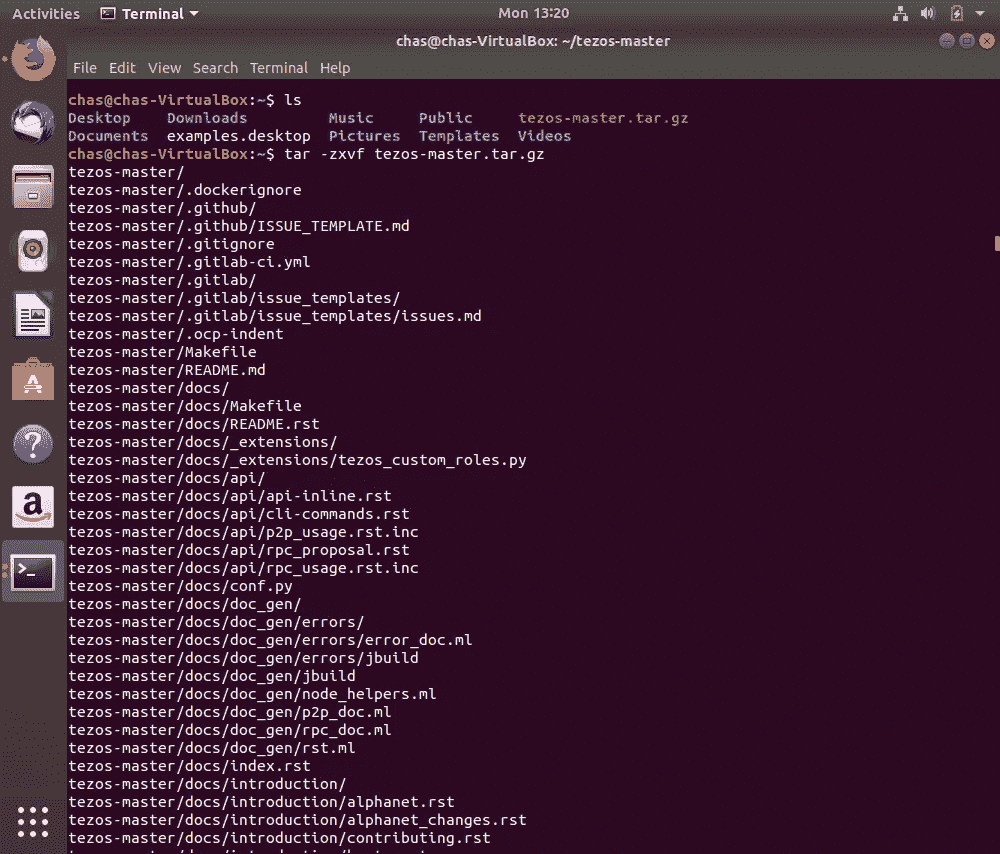 Activities Terminal Mon 13:20
chas@chas-VirtualBox: ~/tezos-master
File Edit View Search Terminal Help
chas@chas-VirtualBox:~$ ls
Desktop Downloads Music Public tezos-master.tar.gz
Documents examples.desktop Pictures Templates Videos
chas@chas-VirtualBox:~$ tar -zxvf tezos-master.tar.gz
tezos-master/
tezos-master/.dockerignore
tezos-master/.github/
tezos-master/.github/ISSUE_TEMPLATE.md
tezos-master/.gitignore
tezos-master/.gitlab-ci.yml
tezos-master/.gitlab/
tezos-master/.gitlab/issue_templates/
tezos-master/.gitlab/issue_templates/issues.md
tezos-master/.ocp-indent
tezos-master/Makefile
tezos-master/README.md
tezos-master/docs/
tezos-master/docs/Makefile
tezos-master/docs/README.rst
tezos-master/docs/_extensions/
tezos-master/docs/_extensions/tezos_custom_roles.py
tezos-master/docs/api/
tezos-master/docs/api/api-inline.rst
tezos-master/docs/api/cli-commands.rst
tezos-master/docs/api/p2p_usage.rst.inc
tezos-master/docs/api/rpc_proposal.rst
tezos-master/docs/api/rpc_usage.rst.inc
tezos-master/docs/conf.py
tezos-master/docs/doc_gen/
tezos-master/docs/doc_gen/errors/
tezos-master/docs/doc_gen/errors/error_doc.ml
tezos-master/docs/doc_gen/errors/jbuild
tezos-master/docs/doc_gen/jbuild
tezos-master/docs/doc_gen/node_helpers.ml
tezos-master/docs/doc_gen/p2p_doc.ml
tezos-master/docs/doc_gen/rpc_doc.ml
tezos-master/docs/doc_gen/rst.ml
tezos-master/docs/index.rst
tezos-master/docs/introduction/
tezos-master/docs/introduction/alphanet.rst
tezos-master/docs/introduction/alphanet_changes.rst
tezos-master/docs/introduction/contributing.rst